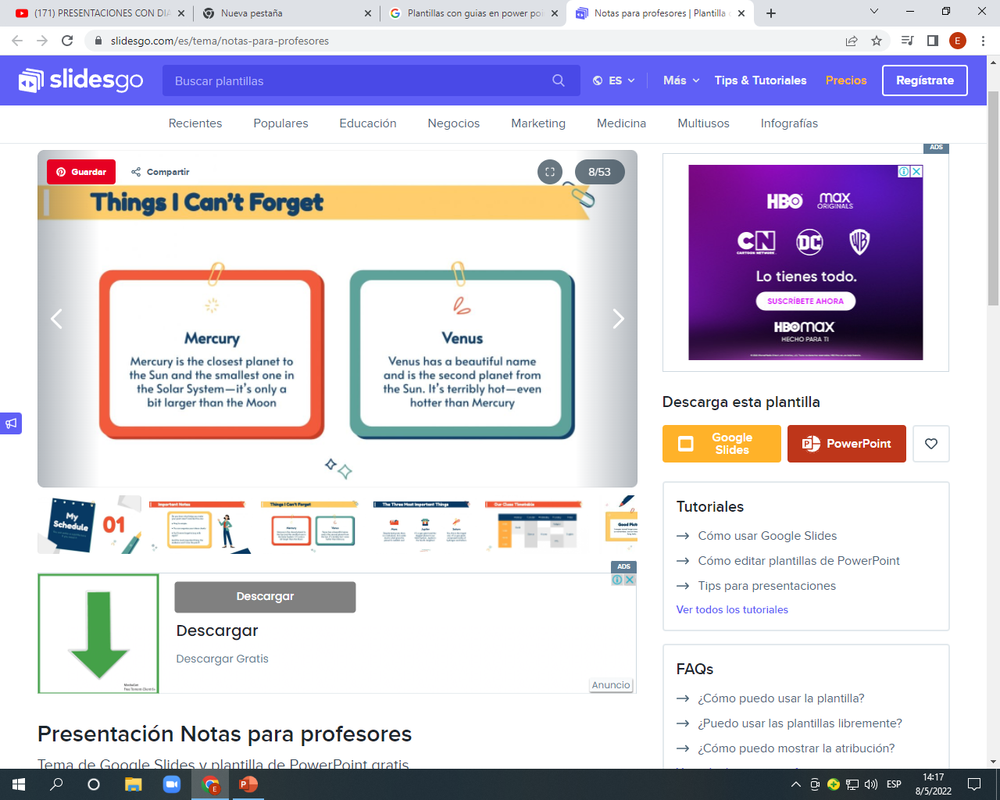 (171) PRESENTACIONES CON DIA
Nueva pestaña
Plantillas con guias en power poi
Notas para profesores | Plantilla
slidesgo.com/es/tema/notas-para-profesores
E
slidesgo
Buscar plantillas
ES
Más
Tips & Tutoriales
Precios
Regístrate
Recientes
Populares
Educación
Negocios
Marketing
Medicina
Multiusos
Infografías
Guardar
Compartir
8/53
Things I Can't Forget
Mercury
Mercury is the closest planet to
the Sun and the smallest one in
the Solar System—it's only a
bit larger than the Moon
Venus
Venus has a beautiful name
and is the second planet from
the Sun. It's terribly hot—even
hotter than Mercury
My
Schedule
01
Important Notes
Things I Can't Forget
Mercury
Venus
The Three Most Important Things
Our Class Timetable
Good Pict
ADS
HBO
max
ORIGINALS
CN
CARTOON NETWORK
DC
WB
Lo tienes todo.
SUSCRÍBETE AHORA
HBOMAX
HECHO PARA TI
Descarga esta plantilla
Google
Slides
PowerPoint
Tutoriales
Cómo usar Google Slides
Cómo editar plantillas de PowerPoint
Tips para presentaciones
Ver todos los tutoriales
FAQs
¿Cómo puedo usar la plantilla?
¿Puedo usar las plantillas libremente?
¿Cómo puedo mostrar la atribución?
ADS
Descargar
Descargar
Descargar Gratis
MediaGet
Anuncio
Presentación Notas para profesores
Tema de Google Slides y plantilla de PowerPoint gratis
ESP
14:17
8/5/2022